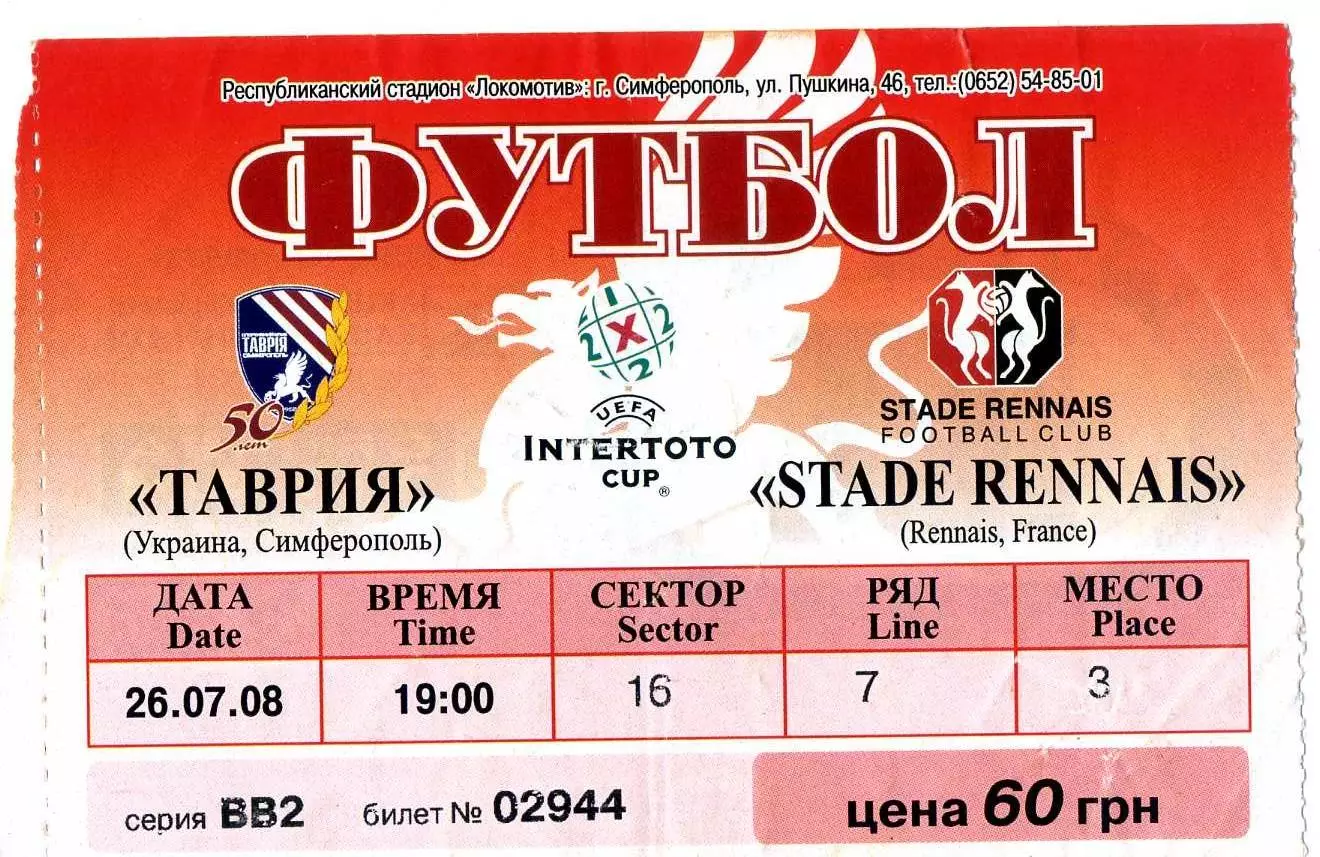 Республиканский стадион «Локомотив»: г. Симферополь, ул. Пушкина, 46, тел.:(0652) 54-85-01
ФУТБОЛ
ТАВРІЯ
СИМФЕРОПОЛЬ
50
лет
1 2 X 2 2
UEFA
INTERTOTO
CUP®
STADE RENNAIS
FOOTBALL CLUB
«ТАВРИЯ»
(Украина, Симферополь)
«STADE RENNAIS»
(Rennais, France)
ДАТА ВРЕМЯ СЕКТОР РЯД МЕСТО
Date Time Sector Line Place
26.07.08 19:00 16 7 3
серия ВВ2 билет № 02944 цена 60 грн